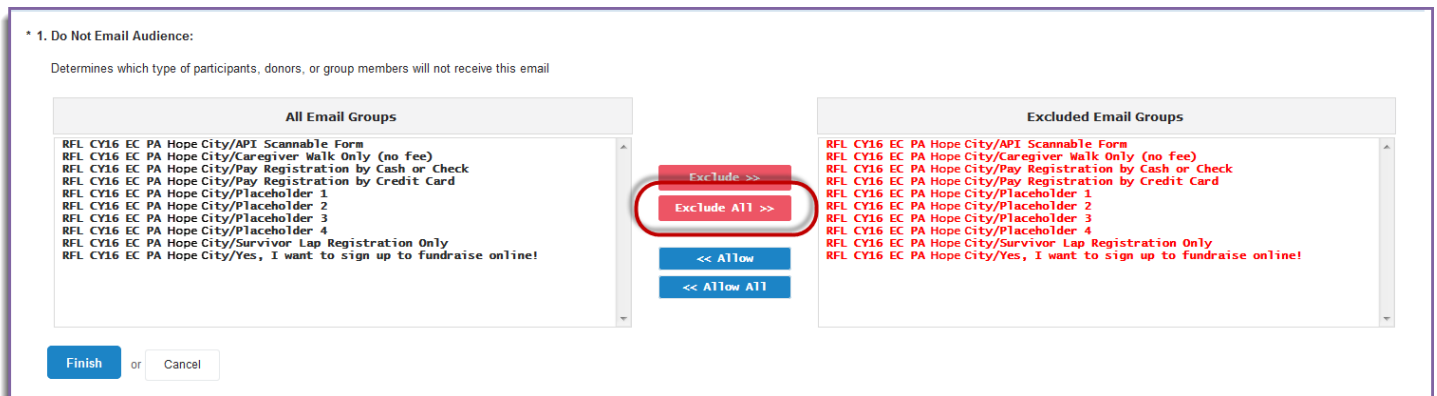 * 1. Do Not Email Audience:
Determines which type of participants, donors, or group members will not receive this email
All Email Groups
RFL CY16 EC PA Hope City/API Scannable Form
RFL CY16 EC PA Hope City/Caregiver Walk Only (no fee)
RFL CY16 EC PA Hope City/Pay Registration by Cash or Check
RFL CY16 EC PA Hope City/Pay Registration by Credit Card
RFL CY16 EC PA Hope City/Placeholder 1
RFL CY16 EC PA Hope City/Placeholder 2
RFL CY16 EC PA Hope City/Placeholder 3
RFL CY16 EC PA Hope City/Placeholder 4
RFL CY16 EC PA Hope City/Survivor Lap Registration Only
RFL CY16 EC PA Hope City/Yes, I want to sign up to fundraise online!
Exclude >>
Exclude All >>
<< Allow
<< Allow All
Excluded Email Groups
RFL CY16 EC PA Hope City/API Scannable Form
RFL CY16 EC PA Hope City/Caregiver Walk Only (no fee)
RFL CY16 EC PA Hope City/Pay Registration by Cash or Check
RFL CY16 EC PA Hope City/Pay Registration by Credit Card
RFL CY16 EC PA Hope City/Placeholder 1
RFL CY16 EC PA Hope City/Placeholder 2
RFL CY16 EC PA Hope City/Placeholder 3
RFL CY16 EC PA Hope City/Placeholder 4
RFL CY16 EC PA Hope City/Survivor Lap Registration Only
RFL CY16 EC PA Hope City/Yes, I want to sign up to fundraise online!
Finish or Cancel